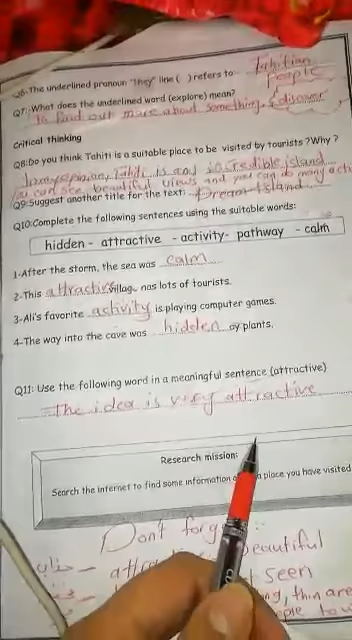 Q6-The underlined pronoun "They" line ( ) refers to- Tahitian people
Q7:-What does the underlined word (explore) mean?
To find out more about something. & discover
Critical thinking
Q8:Do you think Tahiti is a suitable place to be visited by tourists ?Why ?
In my opinion, Tahiti is any incredible island
you can see beautiful views and you can do many acti
Q9:Suggest another title for the text: Dream Island
Q10:Complete the following sentences using the suitable words:
hidden - attractive - activity- pathway - calm
1-After the storm, the sea was calm
2-This attractive village has lots of tourists.
3-Ali's favorite activity is playing computer games.
4-The way into the cave was hidden by plants.
Q11: Use the following word in a meaningful sentence (attractive)
The idea is very attractive
Research mission:
Search the internet to find some information a place you have visited
Don't forg
جذاب attra beautiful
seen
thin are